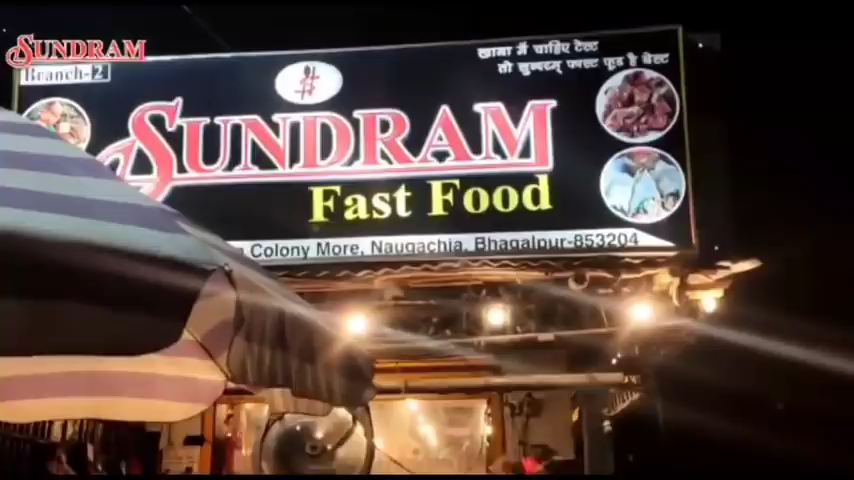 SUNDRAM
Branch-2
खाना में चाहिए टेस्ट
तो सुन्दरम् फास्ट फूड है बेस्ट
SUNDRAM
Fast Food
Colony More, Naugachia, Bhagalpur-853204